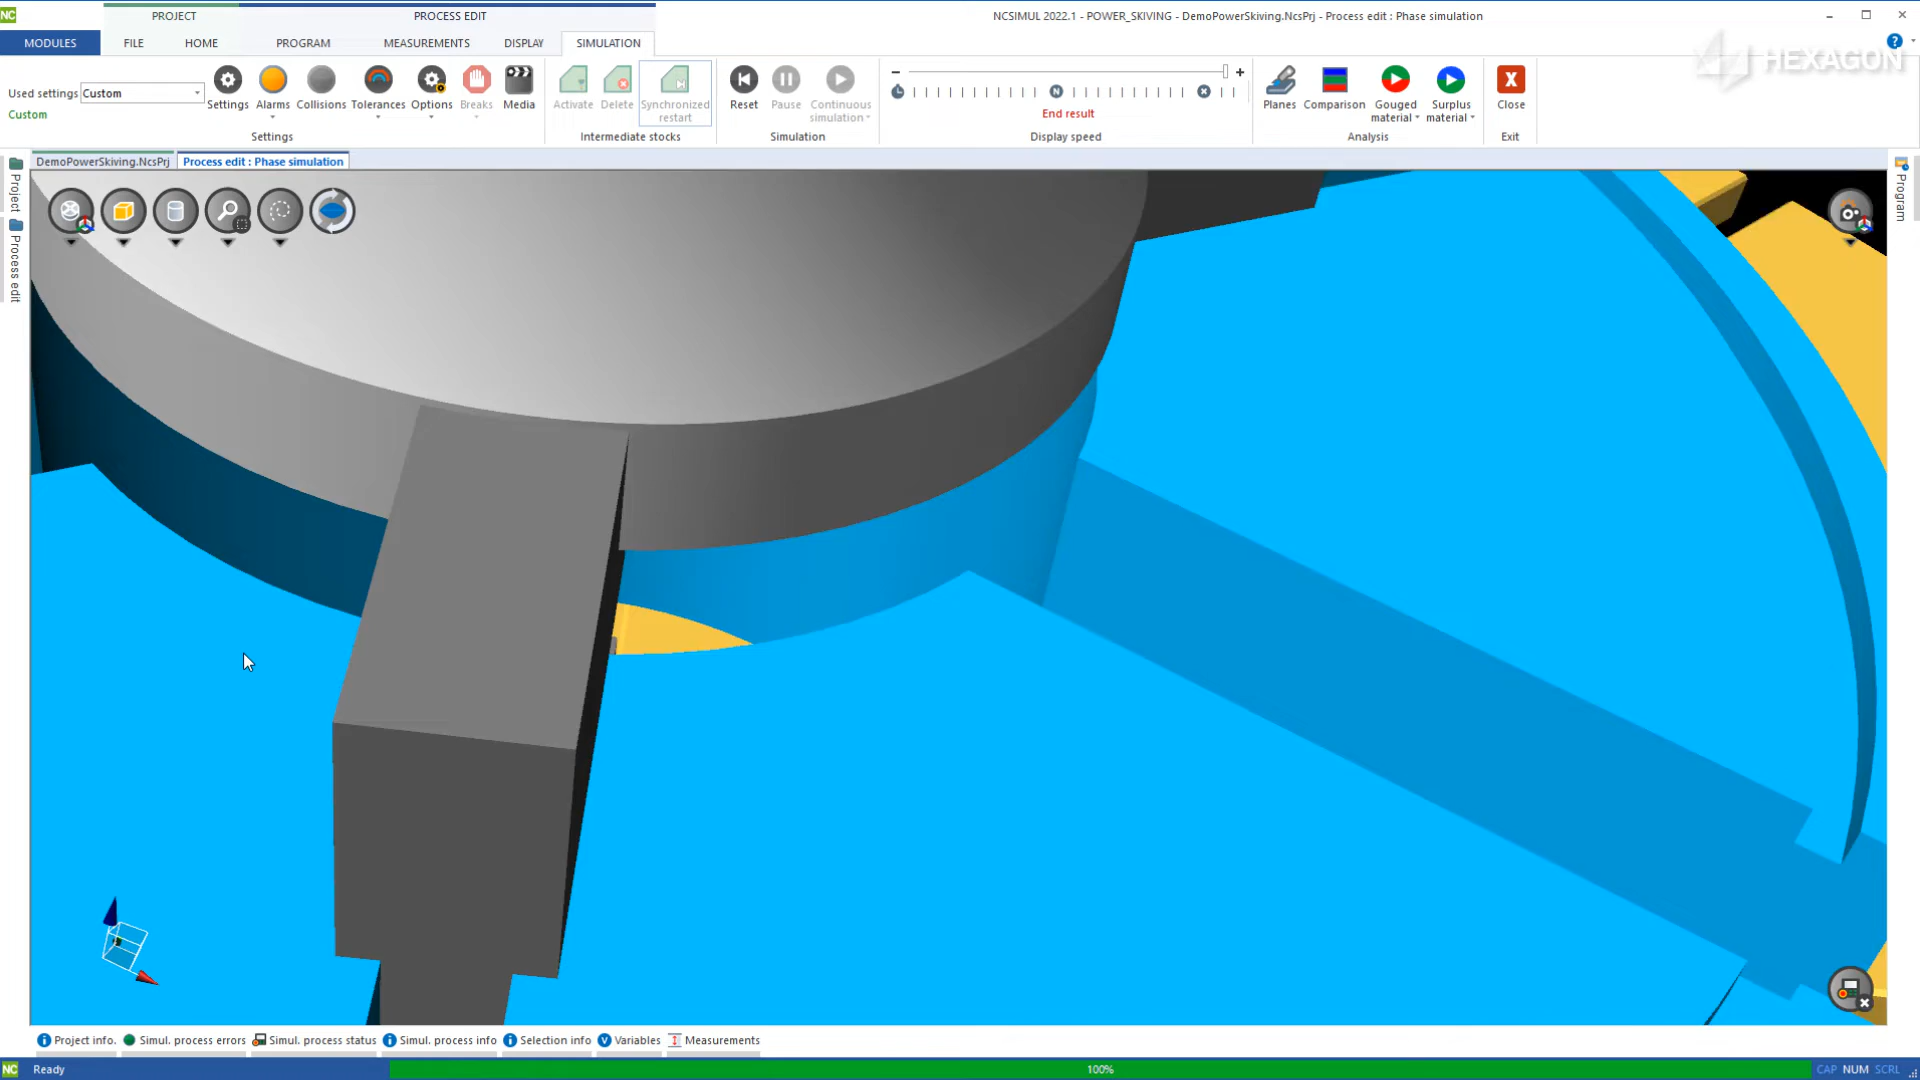 NC
PROJECT
PROCESS EDIT
NCSIMUL 2022.1 - POWER_SKIVING - DemoPowerSkiving.NcsPrj - Process edit : Phase simulation
MODULES
FILE
HOME
PROGRAM
MEASUREMENTS
DISPLAY
SIMULATION
HEXAGON
Used settings
Custom
Custom
Settings
Alarms
Collisions
Tolerances
Options
Breaks
Media
Settings
Activate
Delete
Synchronized
restart
Intermediate stocks
Reset
Pause
Continuous
simulation
Simulation
N
End result
Display speed
Planes
Comparison
Gouged
material
Surplus
material
Analysis
X
Close
Exit
DemoPowerSkiving.NcsPrj
Process edit : Phase simulation
Project
Process edit
Program
Project info.
Simul. process errors
Simul. process status
Simul. process info
Selection info
V
Variables
Measurements
NC
Ready
100%
CAP
NUM
SCRL